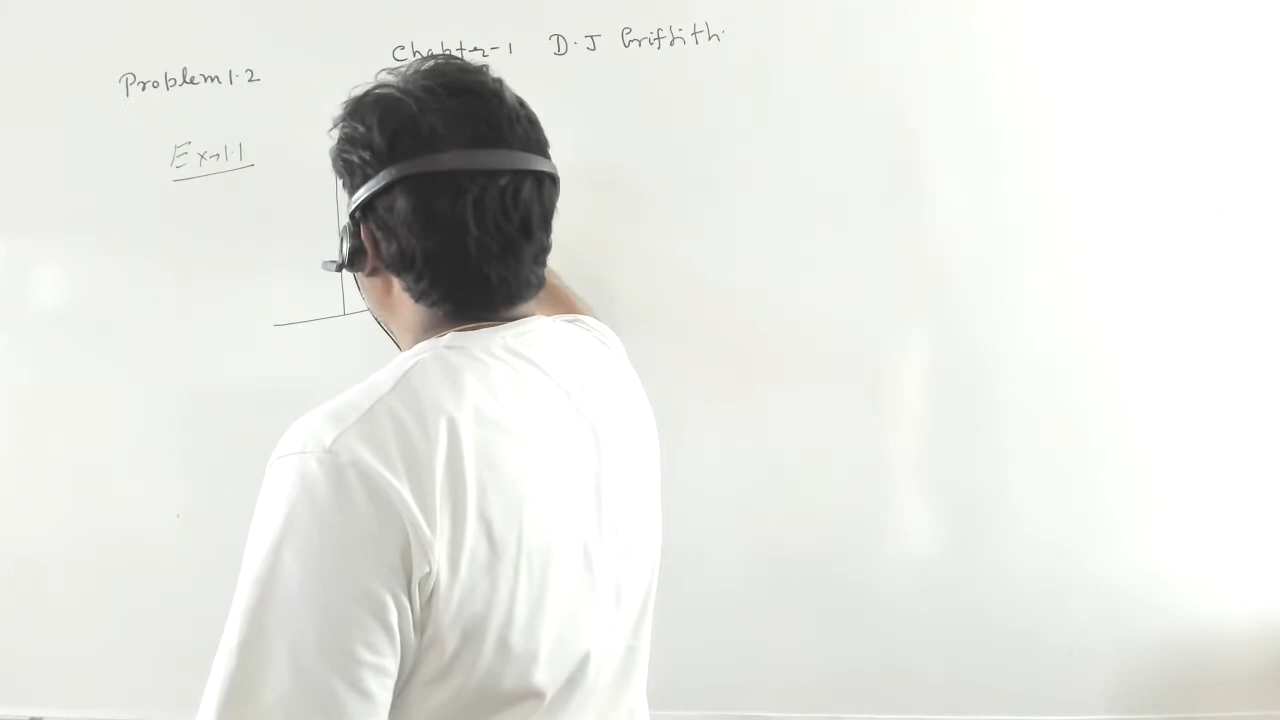 Chapter-1 D.J Griffith.
Problem 1.2
Ex→1.1